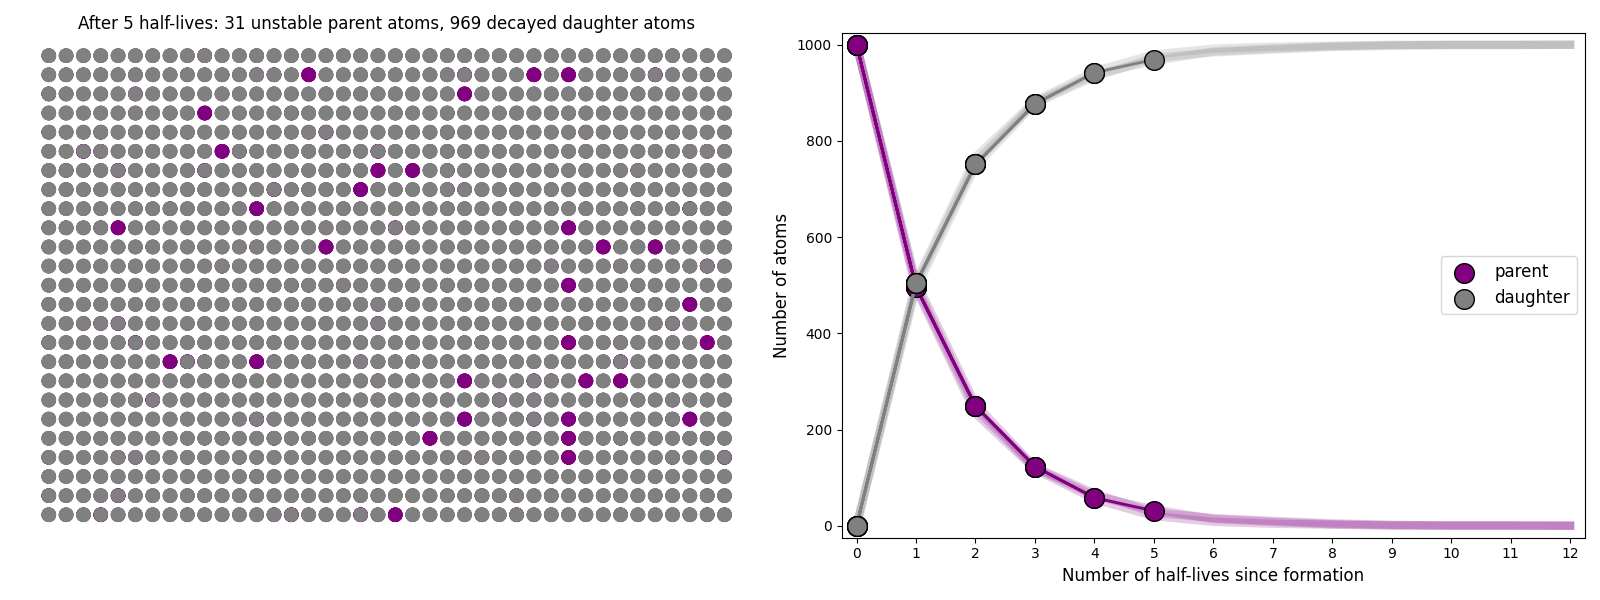 After 5 half-lives: 31 unstable parent atoms, 969 decayed daughter atoms
1000
800
600
400
200
0
Number of atoms
parent
daughter
0 1 2 3 4 5 6 7 8 9 10 11 12
Number of half-lives since formation